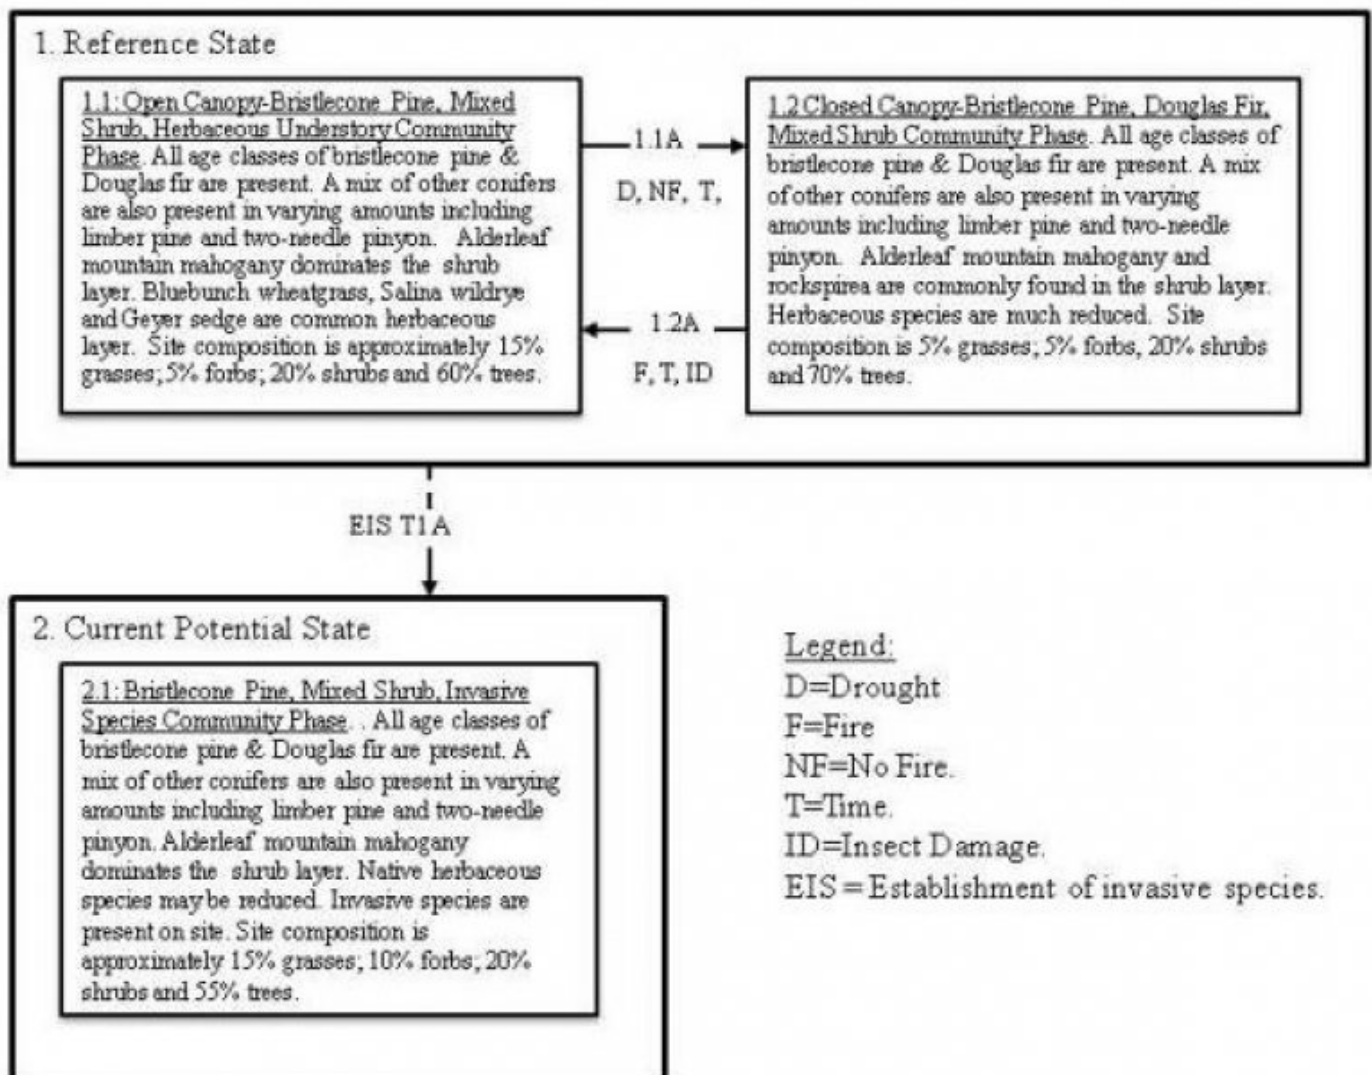 1. Reference State
1.1: Open Canopy-Bristlecone Pine, Mixed
Shrub, Herbaceous Understory Community
Phase. All age classes of bristlecone pine &
Douglas fir are present. A mix of other conifers
are also present in varying amounts including
limber pine and two-needle pinyon. Alderleaf
mountain mahogany dominates the shrub
layer. Bluebunch wheatgrass, Salina wildrye
and Geyer sedge are common herbaceous
layer. Site composition is approximately 15%
grasses; 5% forbs; 20% shrubs and 60% trees.
1.1A
D, NF, T,
1.2A
F, T, ID
1.2 Closed Canopy-Bristlecone Pine, Douglas Fir,
Mixed Shrub Community Phase. All age classes of
bristlecone pine & Douglas fir are present. A mix
of other conifers are also present in varying
amounts including limber pine and two-needle
pinyon. Alderleaf mountain mahogany and
rockspirea are commonly found in the shrub layer.
Herbaceous species are much reduced. Site
composition is 5% grasses; 5% forbs, 20% shrubs
and 70% trees.
EIS T1A
2. Current Potential State
2.1: Bristlecone Pine, Mixed Shrub, Invasive
Species Community Phase. . All age classes of
bristlecone pine & Douglas fir are present. A
mix of other conifers are also present in varying
amounts including limber pine and two-needle
pinyon. Alderleaf mountain mahogany
dominates the shrub layer. Native herbaceous
species may be reduced. Invasive species are
present on site. Site composition is
approximately 15% grasses; 10% forbs; 20%
shrubs and 55% trees.
Legend:
D=Drought
F=Fire
NF=No Fire.
T=Time.
ID=Insect Damage.
EIS=Establishment of invasive species.